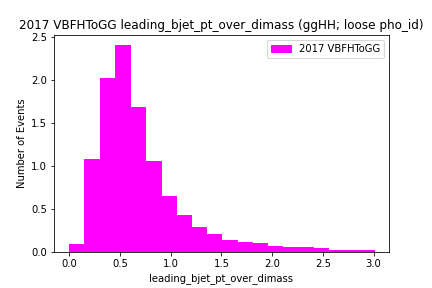 2017 VBFHToGG leading_bjet_pt_over_dimass (ggHH; loose pho_id)
2017 VBFHToGG
Number of Events
2.5
2.0
1.5
1.0
0.5
0.0
0.0 0.5 1.0 1.5 2.0 2.5 3.0
leading_bjet_pt_over_dimass